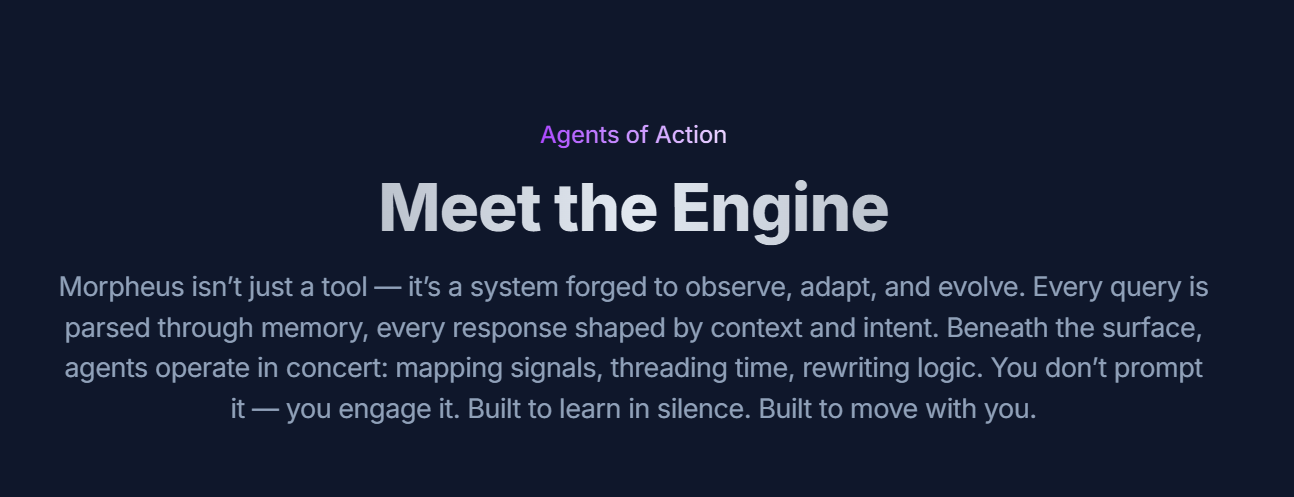 Agents of Action
Meet the Engine
Morpheus isn’t just a tool — it’s a system forged to observe, adapt, and evolve. Every query is
parsed through memory, every response shaped by context and intent. Beneath the surface,
agents operate in concert: mapping signals, threading time, rewriting logic. You don’t prompt
it — you engage it. Built to learn in silence. Built to move with you.